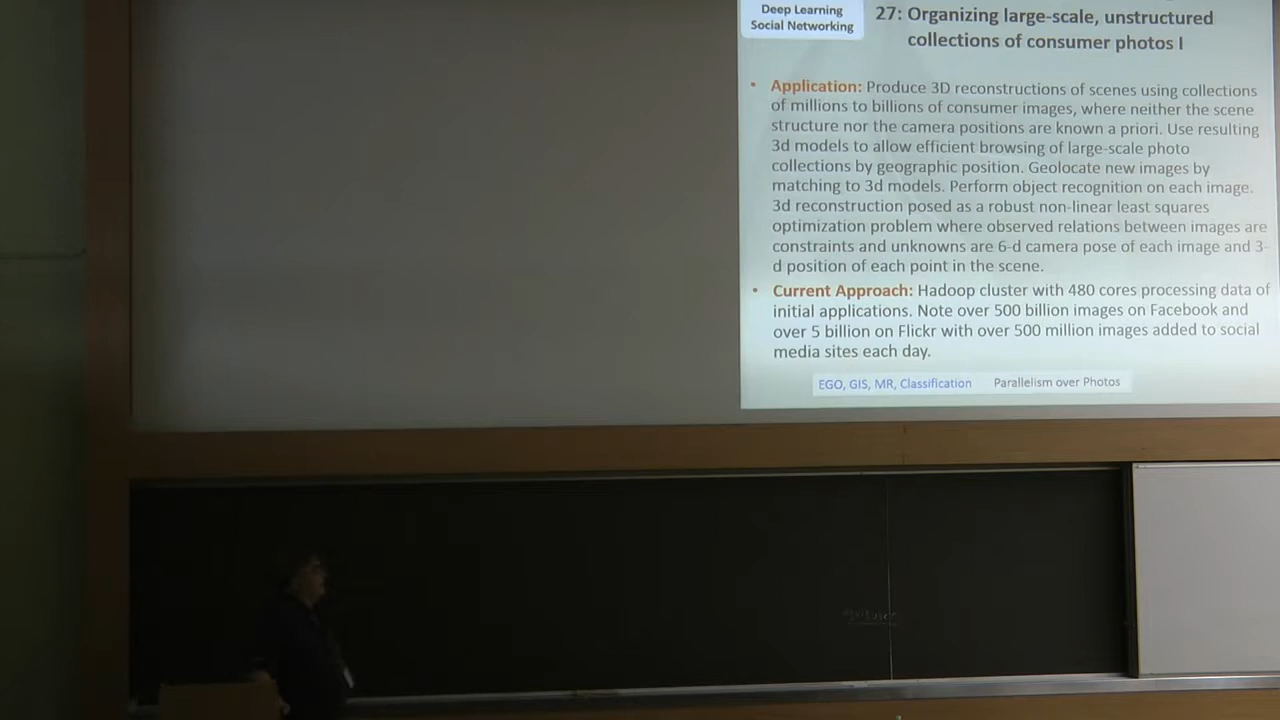 Deep Learning
Social Networking
27: Organizing large-scale, unstructured
collections of consumer photos I
• Application: Produce 3D reconstructions of scenes using collections
of millions to billions of consumer images, where neither the scene
structure nor the camera positions are known a priori. Use resulting
3d models to allow efficient browsing of large-scale photo
collections by geographic position. Geolocate new images by
matching to 3d models. Perform object recognition on each image.
3d reconstruction posed as a robust non-linear least squares
optimization problem where observed relations between images are
constraints and unknowns are 6-d camera pose of each image and 3-
d position of each point in the scene.
• Current Approach: Hadoop cluster with 480 cores processing data of
initial applications. Note over 500 billion images on Facebook and
over 5 billion on Flickr with over 500 million images added to social
media sites each day.
EGO, GIS, MR, Classification Parallelism over Photos